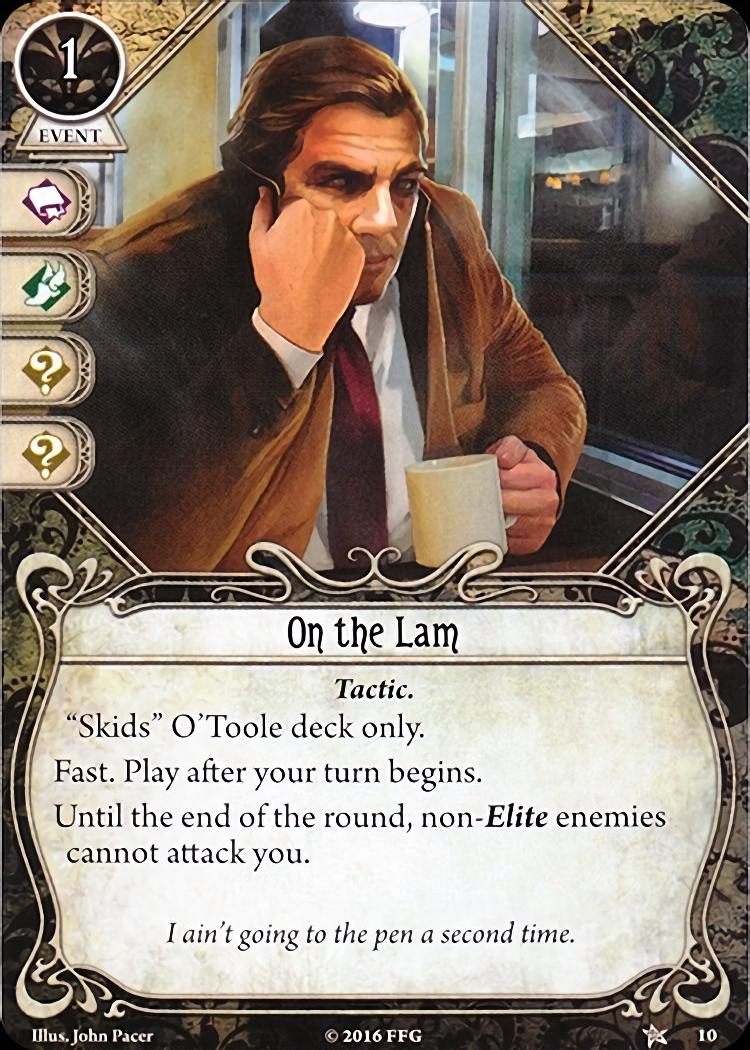 1
EVENT
?
?
On the Lam
Tactic.
“Skids” O’Toole deck only.
Fast. Play after your turn begins.
Until the end of the round, non-Elite enemies
cannot attack you.
I ain’t going to the pen a second time.
Illus. John Pacer
© 2016 FFG
10